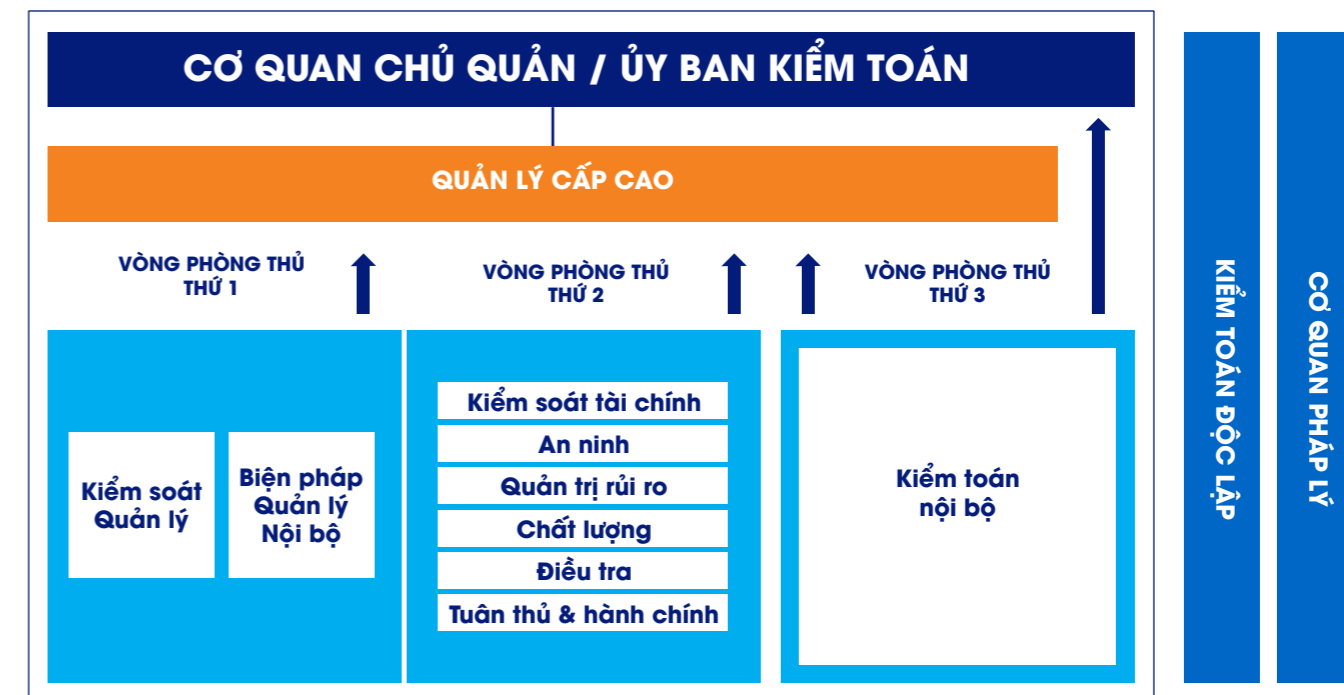 CƠ QUAN CHỦ QUẢN / ỦY BAN KIỂM TOÁN
QUẢN LÝ CẤP CAO
VÒNG PHÒNG THỦ
THỨ 1
VÒNG PHÒNG THỦ
THỨ 2
VÒNG PHÒNG THỦ
THỨ 3
Kiểm soát
Quản lý
Biện pháp
Quản lý
Nội bộ
Kiểm soát tài chính
An ninh
Quản trị rủi ro
Chất lượng
Điều tra
Tuân thủ & hành chính
Kiểm toán
nội bộ
KIỂM TOÁN ĐỘC LẬP
CƠ QUAN PHÁP LÝ